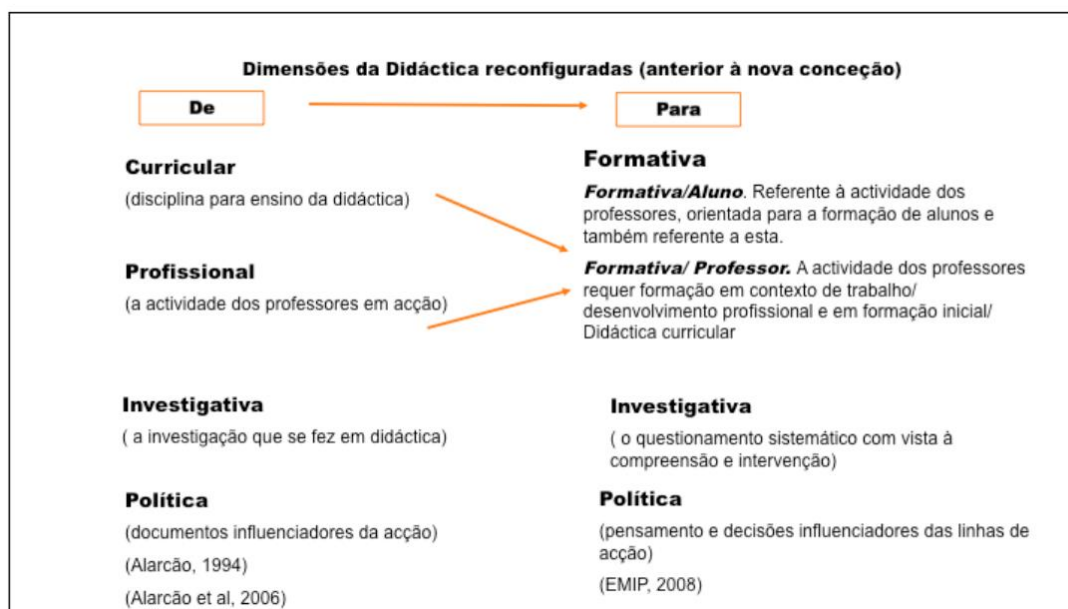 Dimensões da Didáctica reconfiguradas (anterior à nova conceção)
De
Para
Curricular
(disciplina para ensino da didáctica)
Profissional
(a actividade dos professores em acção)
Investigativa
( a investigação que se fez em didáctica)
Política
(documentos influenciadores da acção)
(Alarcão, 1994)
(Alarcão et al, 2006)
Formativa
Formativa/Aluno. Referente à actividade dos
professores, orientada para a formação de alunos e
também referente a esta.
Formativa/ Professor. A actividade dos professores
requer formação em contexto de trabalho/
desenvolvimento profissional e em formação inicial/
Didáctica curricular
Investigativa
( o questionamento sistemático com vista à
compreensão e intervenção)
Política
(pensamento e decisões influenciadores das linhas de
acção)
(EMIP, 2008)